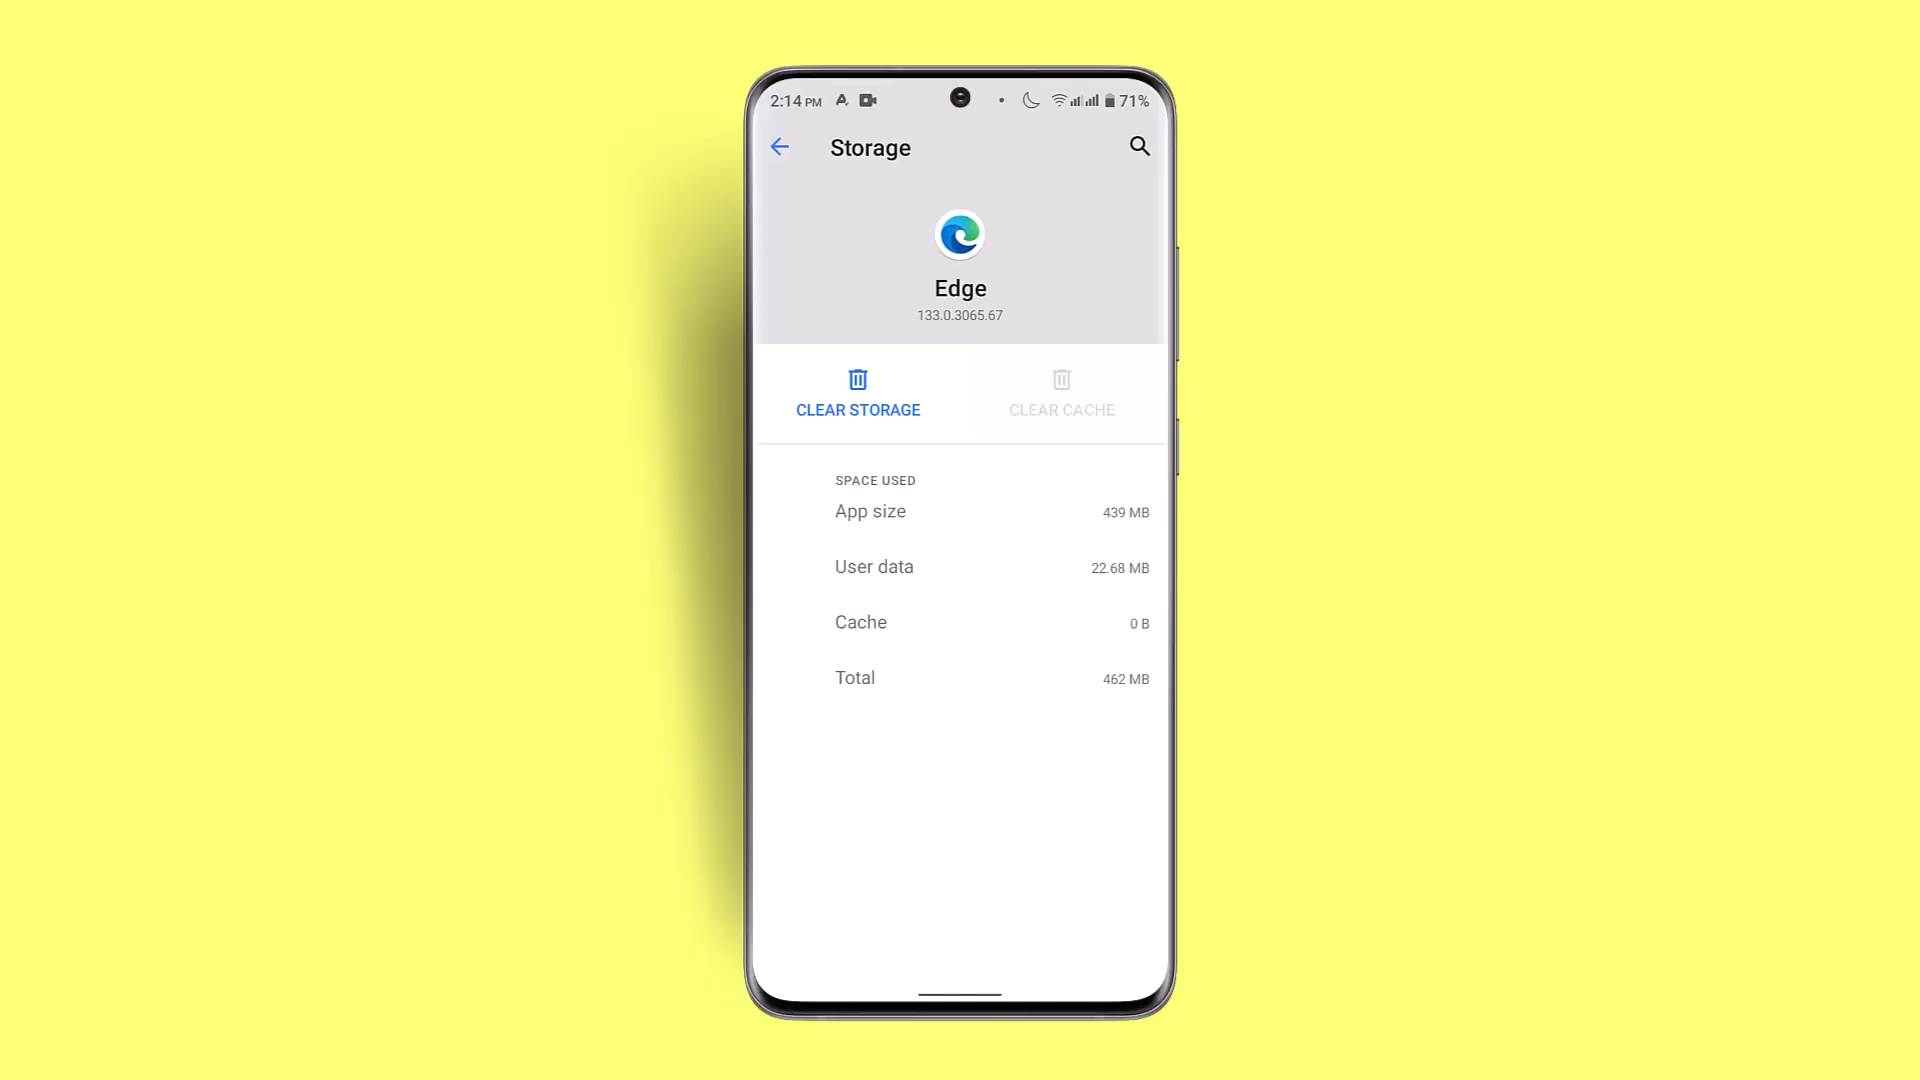 2:14 PM 71%
Storage
Edge
133.0.3065.67
CLEAR STORAGE CLEAR CACHE
SPACE USED
App size 439 MB
User data 22.68 MB
Cache 0 B
Total 462 MB